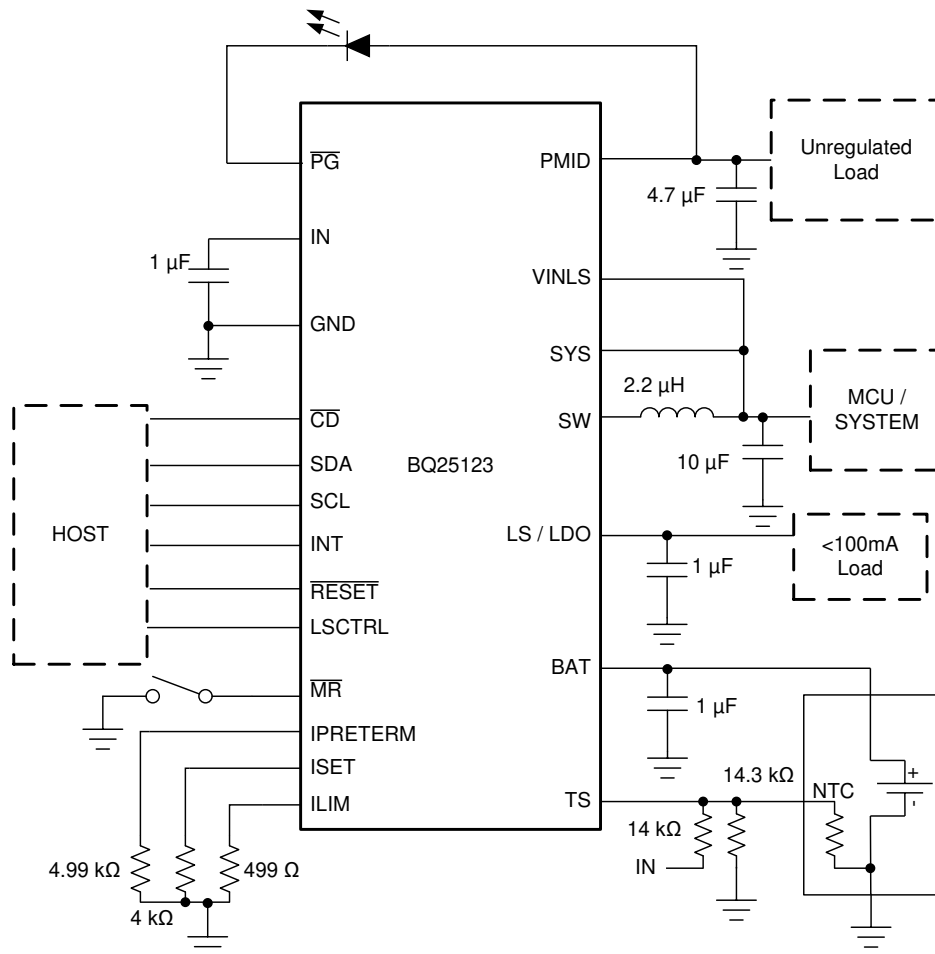 PG
PMID
Unregulated
Load
4.7 µF
IN
1 µF
VINLS
GND
SYS
2.2 µH
MCU /
SYSTEM
CD
SW
SDA
BQ25123
10 µF
SCL
HOST
INT
LS / LDO
<100mA
Load
1 µF
RESET
LSCTRL
BAT
MR
1 µF
IPRETERM
ISET
14.3 kΩ
NTC
+
-
ILIM
TS
14 kΩ
4.99 kΩ
499 Ω
IN
4 kΩ